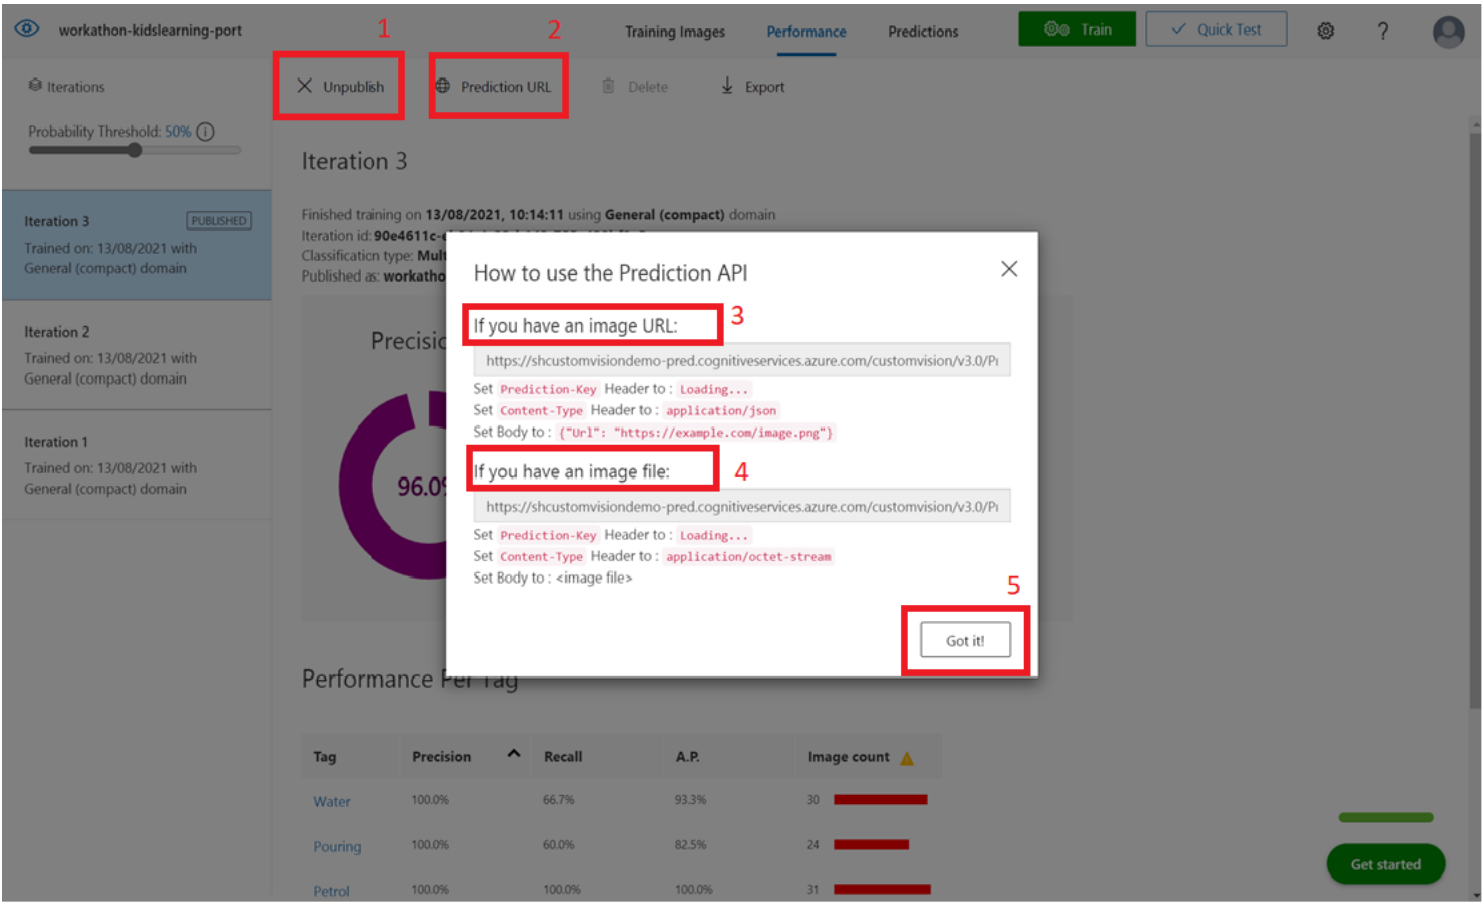 workathon-kidslearning-port
1
2
Training Images
Performance
Predictions
Train
Quick Test
?
Iterations
Unpublish
Prediction URL
Delete
Export
Probability Threshold: 50%
Iteration 3
Iteration 3 PUBLISHED
Trained on: 13/08/2021 with
General (compact) domain
Finished training on 13/08/2021, 10:14:11 using General (compact) domain
Iteration id: 90e4611c-
Classification type: Mul
Published as: workatho
Iteration 2
Trained on: 13/08/2021 with
General (compact) domain
Iteration 1
Trained on: 13/08/2021 with
General (compact) domain
Precisio
96.0
How to use the Prediction API
If you have an image URL:
3
https://shcustomvisiondemo-pred.cognitiveservices.azure.com/customvision/v3.0/P
Set Prediction-Key Header to : Loading...
Set Content-Type Header to : application/json
Set Body to : {"Url": "https://example.com/image.png"}
If you have an image file:
4
https://shcustomvisiondemo-pred.cognitiveservices.azure.com/customvision/v3.0/P
Set Prediction-Key Header to : Loading...
Set Content-Type Header to : application/octet-stream
Set Body to : <image file>
5
Got it!
Performance Per Tag
Tag Precision Recall A.P. Image count
Water 100.0% 66.7% 93.3% 30
Pouring 100.0% 60.0% 82.5% 24
Petrol 100.0% 100.0% 100.0% 31
Get started